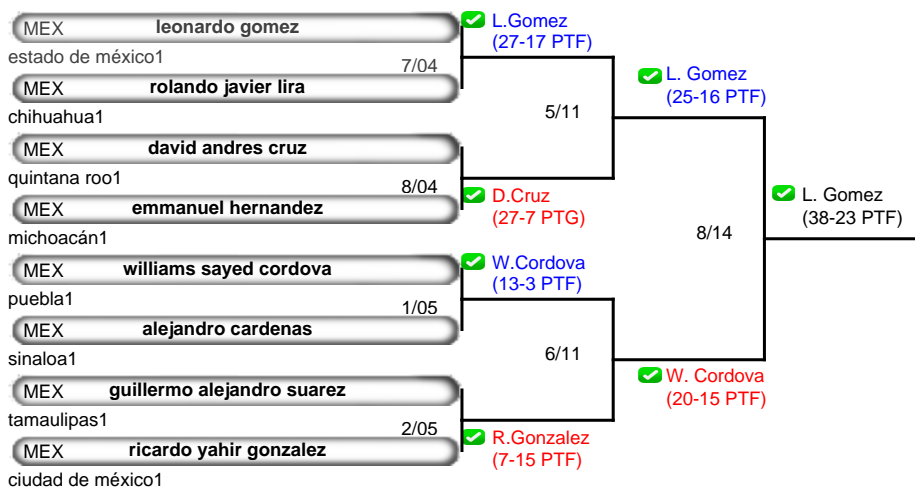 MEX leonardo gomez
estado de méxico1
7/04
MEX rolando javier lira
chihuahua1
MEX david andres cruz
quintana roo1
8/04
MEX emmanuel hernandez
michoacán1
MEX williams sayed cordova
puebla1
1/05
MEX alejandro cardenas
sinaloa1
MEX guillermo alejandro suarez
tamaulipas1
2/05
MEX ricardo yahir gonzalez
ciudad de méxico1
L.Gomez
(27-17 PTF)
5/11
D.Cruz
(27-7 PTG)
W.Cordova
(13-3 PTF)
6/11
R.Gonzalez
(7-15 PTF)
L. Gomez
(25-16 PTF)
8/14
W. Cordova
(20-15 PTF)
L. Gomez
(38-23 PTF)